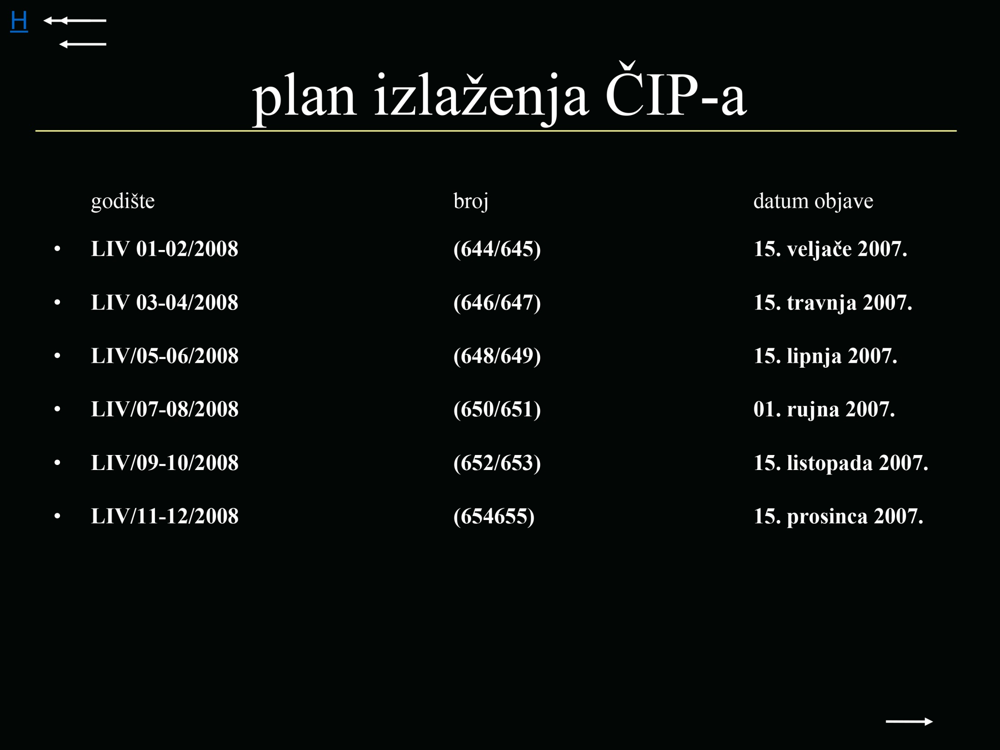 H
plan izlaženja ČIP-a
godište broj datum objave
• LIV 01-02/2008 (644/645) 15. veljače 2007.
• LIV 03-04/2008 (646/647) 15. travnja 2007.
• LIV/05-06/2008 (648/649) 15. lipnja 2007.
• LIV/07-08/2008 (650/651) 01. rujna 2007.
• LIV/09-10/2008 (652/653) 15. listopada 2007.
• LIV/11-12/2008 (654655) 15. prosinca 2007.